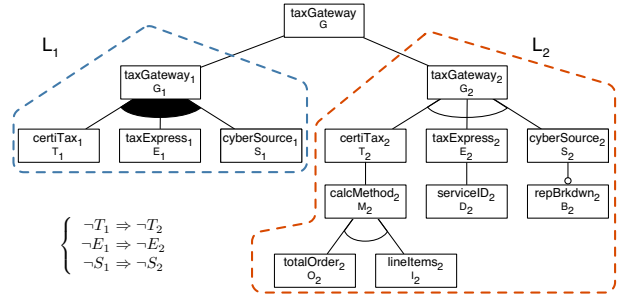 taxGateway
G
L₁
L₂
taxGateway₁
G₁
taxGateway₂
G₂
certiTax₁
T₁
taxExpress₁
E₁
cyberSource₁
S₁
certiTax₂
T₂
taxExpress₂
E₂
cyberSource₂
S₂
calcMethod₂
M₂
serviceID₂
D₂
repBrkdwn₂
B₂
¬T₁ ⇒ ¬T₂
¬E₁ ⇒ ¬E₂
¬S₁ ⇒ ¬S₂
totalOrder₂
O₂
lineItems₂
I₂